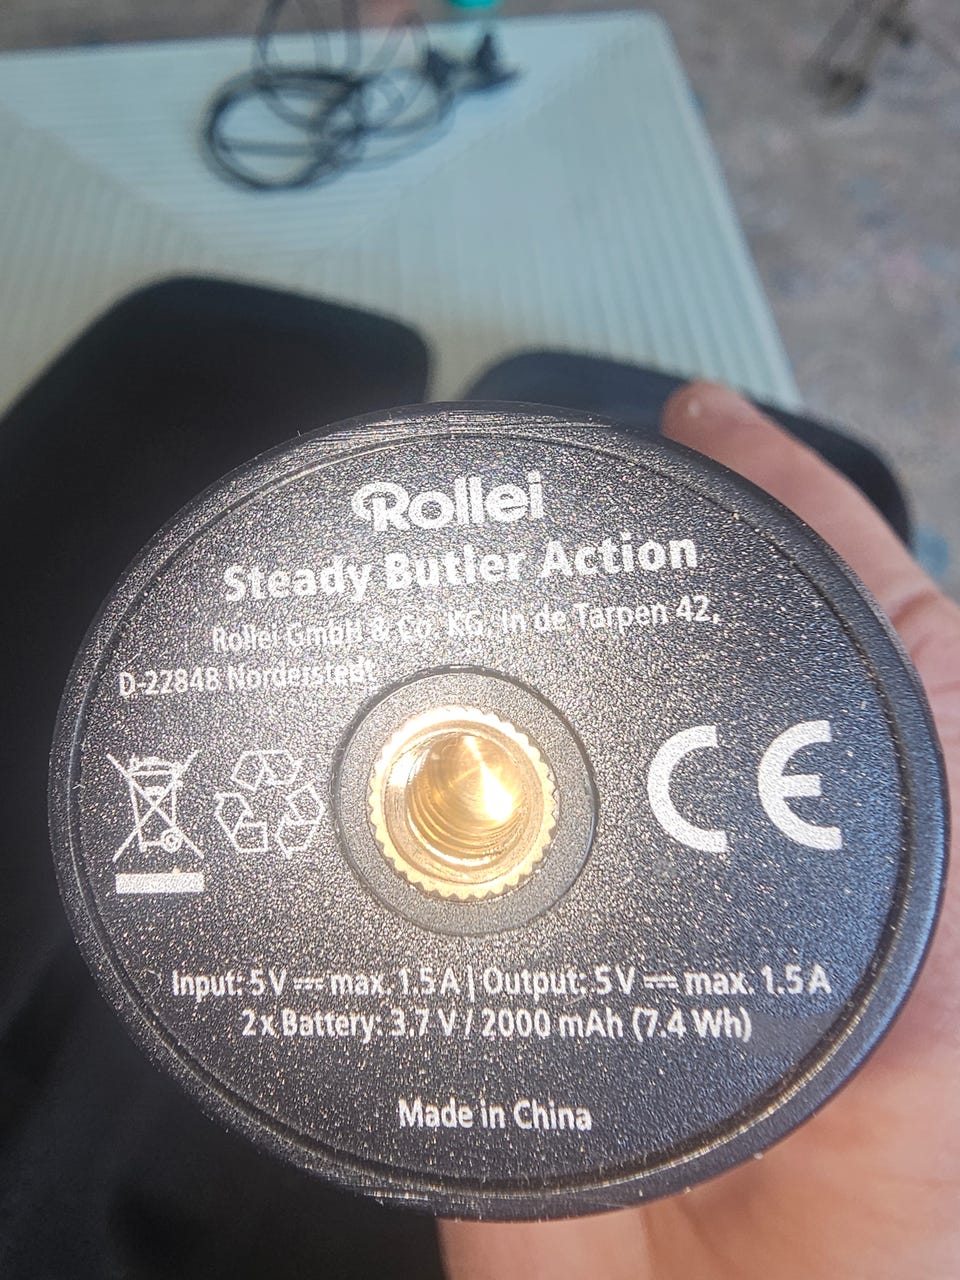 Rollei
Steady Butler Action
Rollei GmbH & Co. KG, In de Tarpen 42,
D-22848 Norderstedt
CE
Input: 5 V ⎓ max. 1.5 A | Output: 5 V ⎓ max. 1.5 A
2 x Battery: 3.7 V / 2000 mAh (7.4 Wh)
Made in China